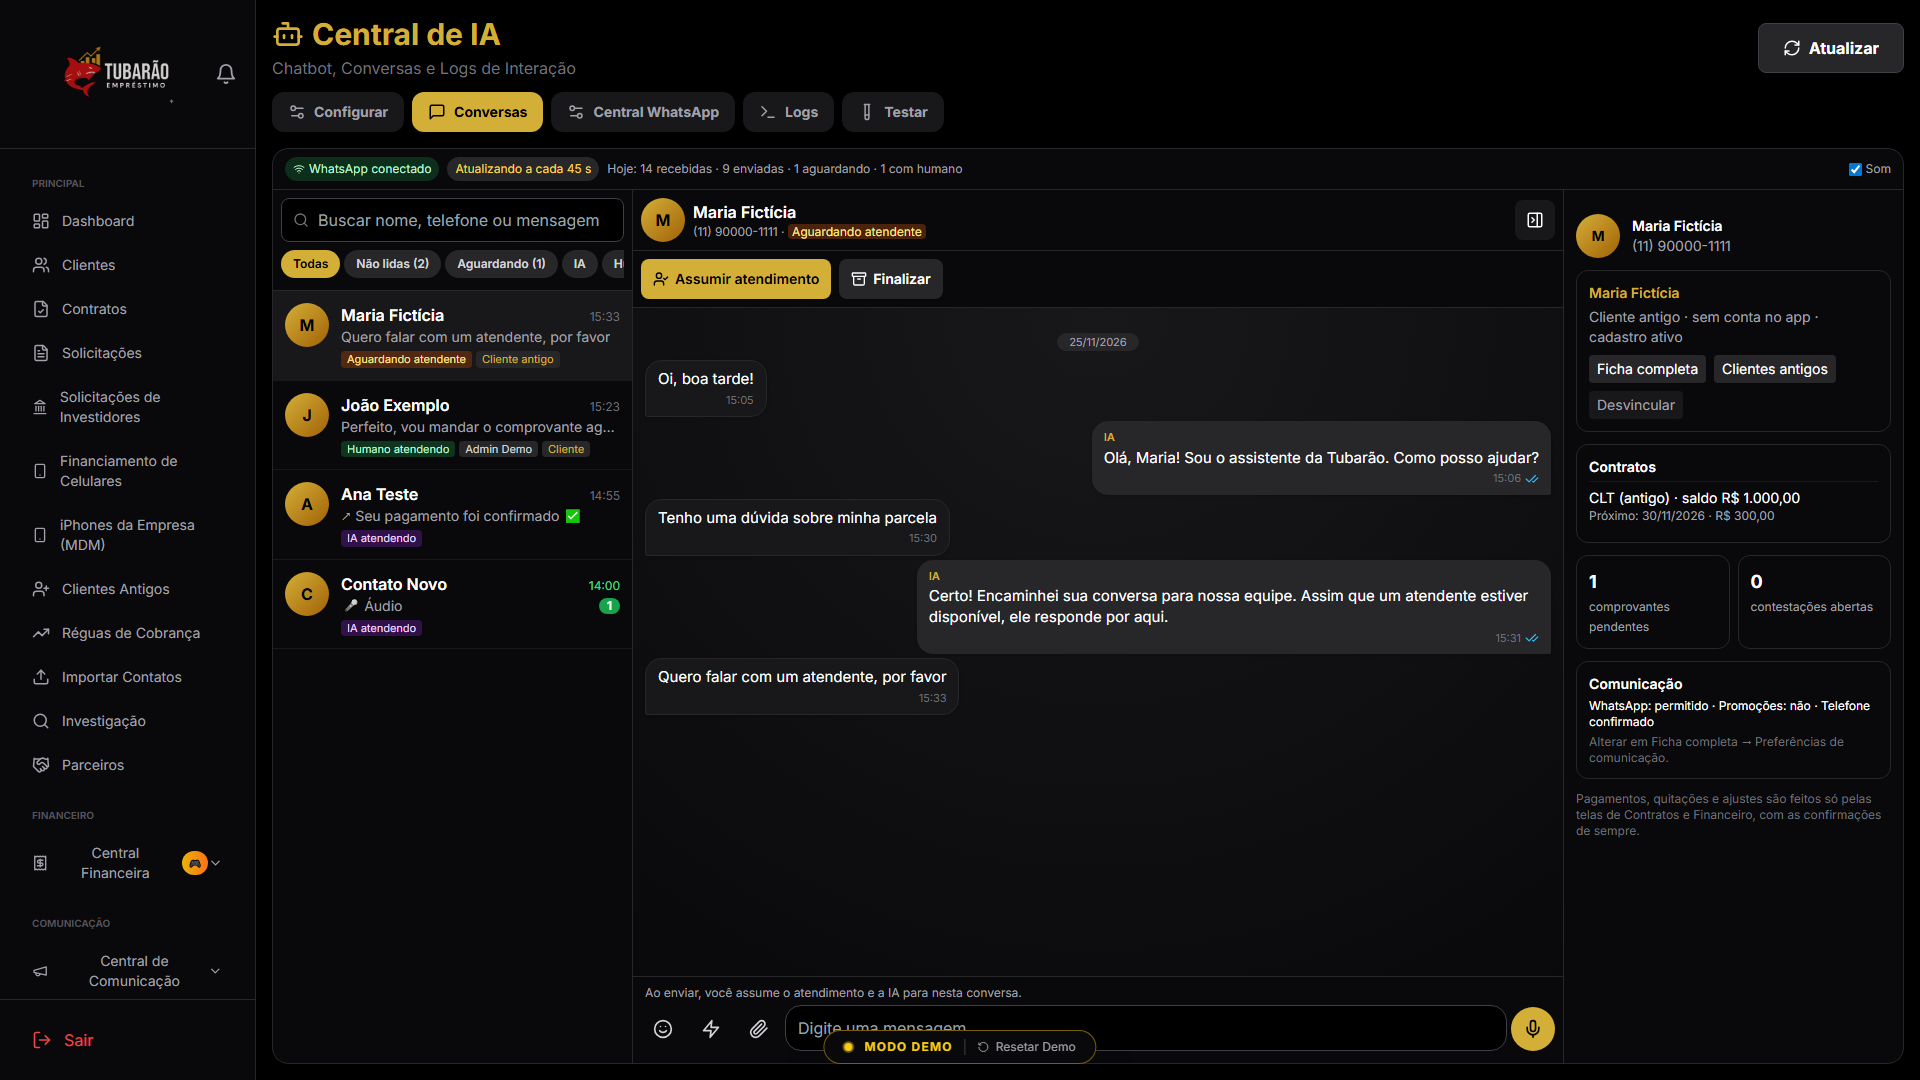 TUBARÃO
EMPRÉSTIMO
PRINCIPAL
Dashboard
Clientes
Contratos
Solicitações
Solicitações de
Investidores
Financiamento de
Celulares
iPhones da Empresa
(MDM)
Clientes Antigos
Réguas de Cobrança
Importar Contatos
Investigação
Parceiros
FINANCEIRO
Central
Financeira
COMUNICAÇÃO
Central de
Comunicação
Sair
Central de IA
Chatbot, Conversas e Logs de Interação
Atualizar
Configurar
Conversas
Central WhatsApp
Logs
Testar
WhatsApp conectado
Atualizando a cada 45 s
Hoje: 14 recebidas · 9 enviadas · 1 aguardando · 1 com humano
Som
Buscar nome, telefone ou mensagem
Todas
Não lidas (2)
Aguardando (1)
IA
Maria Fictícia 15:33
Quero falar com um atendente, por favor
Aguardando atendente Cliente antigo
João Exemplo 15:23
Perfeito, vou mandar o comprovante ag...
Humano atendendo Admin Demo Cliente
Ana Teste 14:55
↗ Seu pagamento foi confirmado ✅
IA atendendo
Contato Novo 14:00
🎤 Áudio 1
IA atendendo
M
J
A
C
M
Maria Fictícia
(11) 90000-1111 · Aguardando atendente
Assumir atendimento
Finalizar
25/11/2026
Oi, boa tarde!
15:05
IA
Olá, Maria! Sou o assistente da Tubarão. Como posso ajudar?
15:06
Tenho uma dúvida sobre minha parcela
15:30
IA
Certo! Encaminhei sua conversa para nossa equipe. Assim que um atendente estiver
disponível, ele responde por aqui.
15:31
Quero falar com um atendente, por favor
15:33
Ao enviar, você assume o atendimento e a IA para nesta conversa.
Digite uma mensagem
MODO DEMO
Resetar Demo
M
Maria Fictícia
(11) 90000-1111
Maria Fictícia
Cliente antigo · sem conta no app ·
cadastro ativo
Ficha completa
Clientes antigos
Desvincular
Contratos
CLT (antigo) · saldo R$ 1.000,00
Próximo: 30/11/2026 · R$ 300,00
1
comprovantes
pendentes
0
contestações abertas
Comunicação
WhatsApp: permitido · Promoções: não · Telefone
confirmado
Alterar em Ficha completa → Preferências de
comunicação.
Pagamentos, quitações e ajustes são feitos só pelas
telas de Contratos e Financeiro, com as confirmações
de sempre.